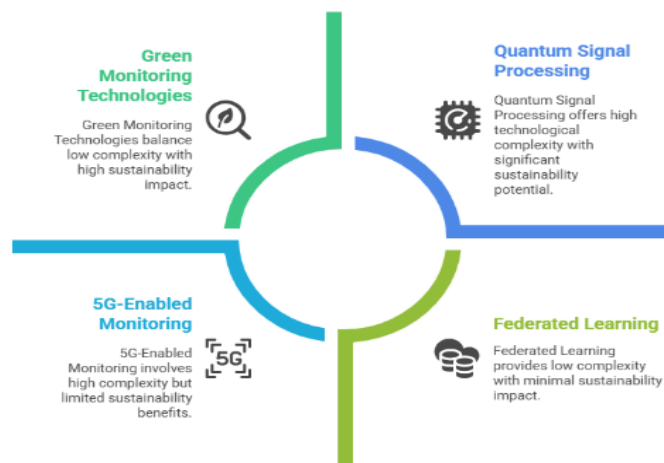 Green
Monitoring
Technologies
Green Monitoring
Technologies balance
low complexity with
high sustainability
impact.
Quantum Signal
Processing
Quantum Signal
Processing offers high
technological
complexity with
significant
sustainability
potential.
5G-Enabled
Monitoring
5G-Enabled
Monitoring involves
high complexity but
limited sustainability
benefits.
5G
Federated Learning
Federated Learning
provides low complexity
with minimal sustainability
impact.